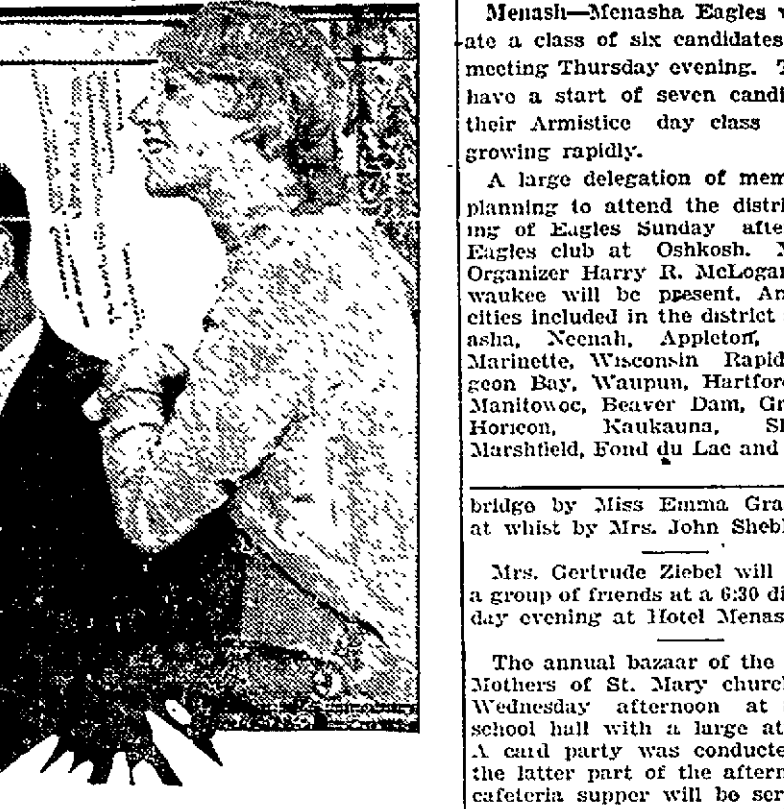 Menash—Menasha Eagles
ate a class of six candidates
meeting Thursday evening.
have a start of seven candi
their Armistice day class
growing rapidly.
A large delegation of mem
planning to attend the distri
ing of Eagles Sunday afte
Eagles club at Oshkosh.
Organizer Harry R. McLogan
waukee will be present. An
cities included in the district
asha, Neenah, Appleton,
Marinette, Wisconsin Rapid
geon Bay, Waupun, Hartford
Manitowoc, Beaver Dam, Gr
Horicon, Kaukauna, Sh
Marshfield, Fond du Lac and
bridge by Miss Emma Gra
at whist by Mrs. John Shebl
Mrs. Gertrude Ziebel will
a group of friends at a 6:30 di
day evening at Hotel Menas
The annual bazaar of the
Mothers of St. Mary church
Wednesday afternoon at
school hall with a large at
A card party was conducte
the latter part of the aftern
cafeteria supper will be ser